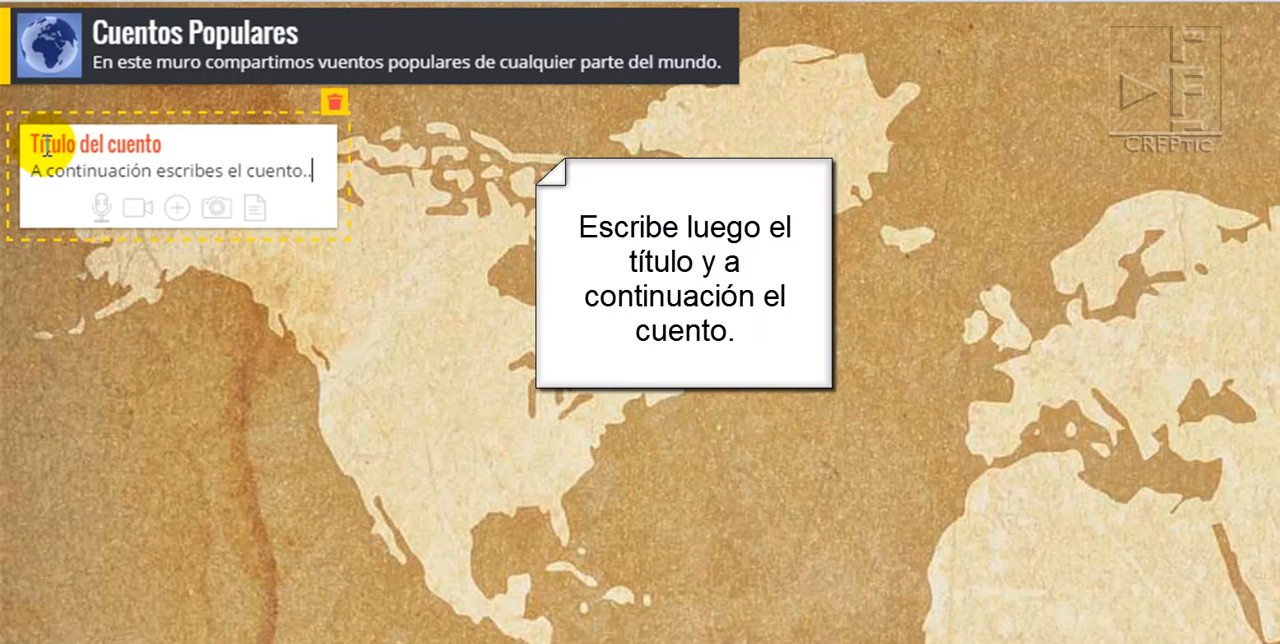 Cuentos Populares
En este muro compartimos vuentos populares de cualquier parte del mundo.
Título del cuento
A continuación escribes el cuento..
Escribe luego el
título y a
continuación el
cuento.
CRFPTIC